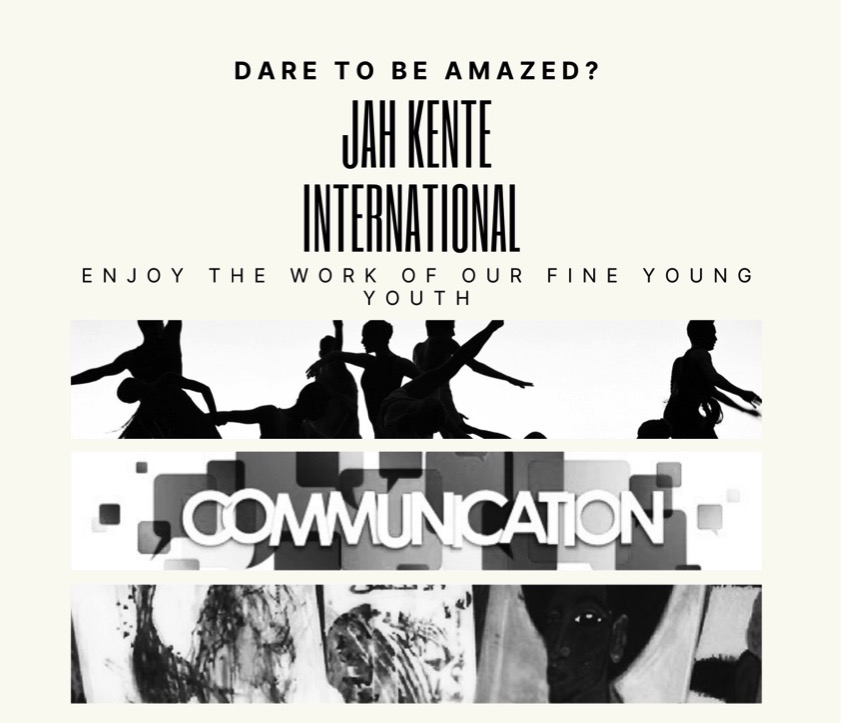 DARE TO BE AMAZED?
JAH KENTE
INTERNATIONAL
ENJOY THE WORK OF OUR FINE YOUNG
YOUTH
COMMUNICATION